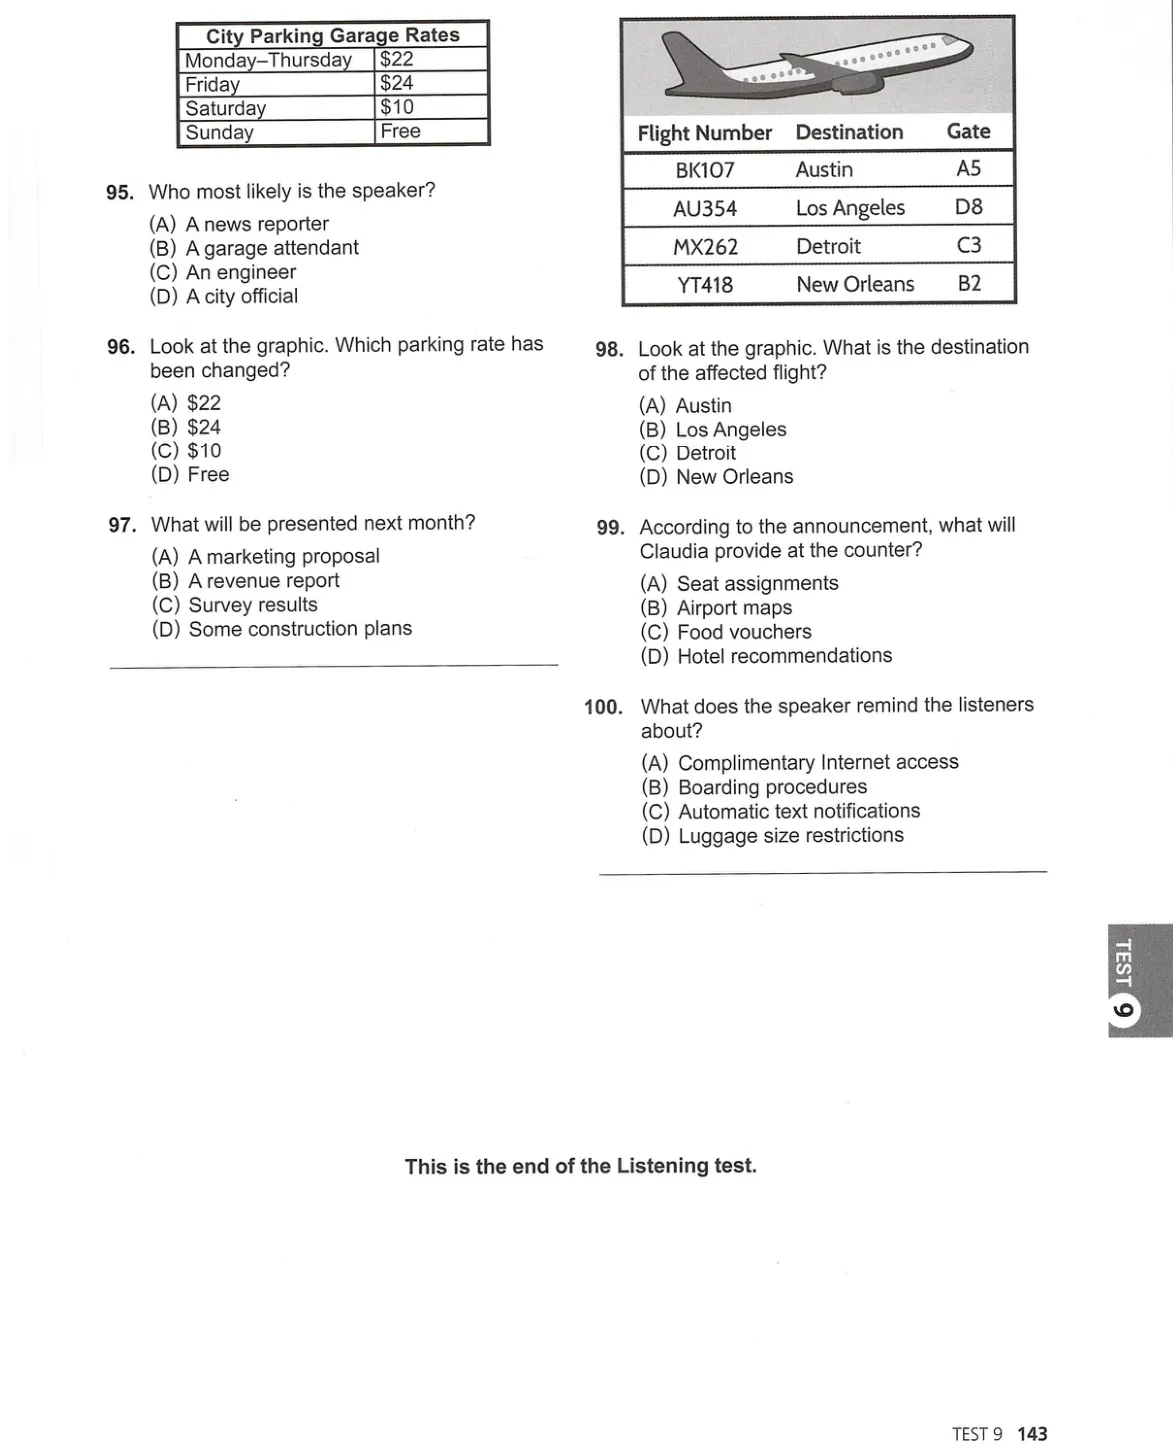 City Parking Garage Rates
Monday–Thursday $22
Friday $24
Saturday $10
Sunday Free
95. Who most likely is the speaker?
(A) A news reporter
(B) A garage attendant
(C) An engineer
(D) A city official
96. Look at the graphic. Which parking rate has
been changed?
(A) $22
(B) $24
(C) $10
(D) Free
97. What will be presented next month?
(A) A marketing proposal
(B) A revenue report
(C) Survey results
(D) Some construction plans
Flight Number Destination Gate
BK107 Austin A5
AU354 Los Angeles D8
MX262 Detroit C3
YT418 New Orleans B2
98. Look at the graphic. What is the destination
of the affected flight?
(A) Austin
(B) Los Angeles
(C) Detroit
(D) New Orleans
99. According to the announcement, what will
Claudia provide at the counter?
(A) Seat assignments
(B) Airport maps
(C) Food vouchers
(D) Hotel recommendations
100. What does the speaker remind the listeners
about?
(A) Complimentary Internet access
(B) Boarding procedures
(C) Automatic text notifications
(D) Luggage size restrictions
TEST 9
This is the end of the Listening test.
TEST 9 143